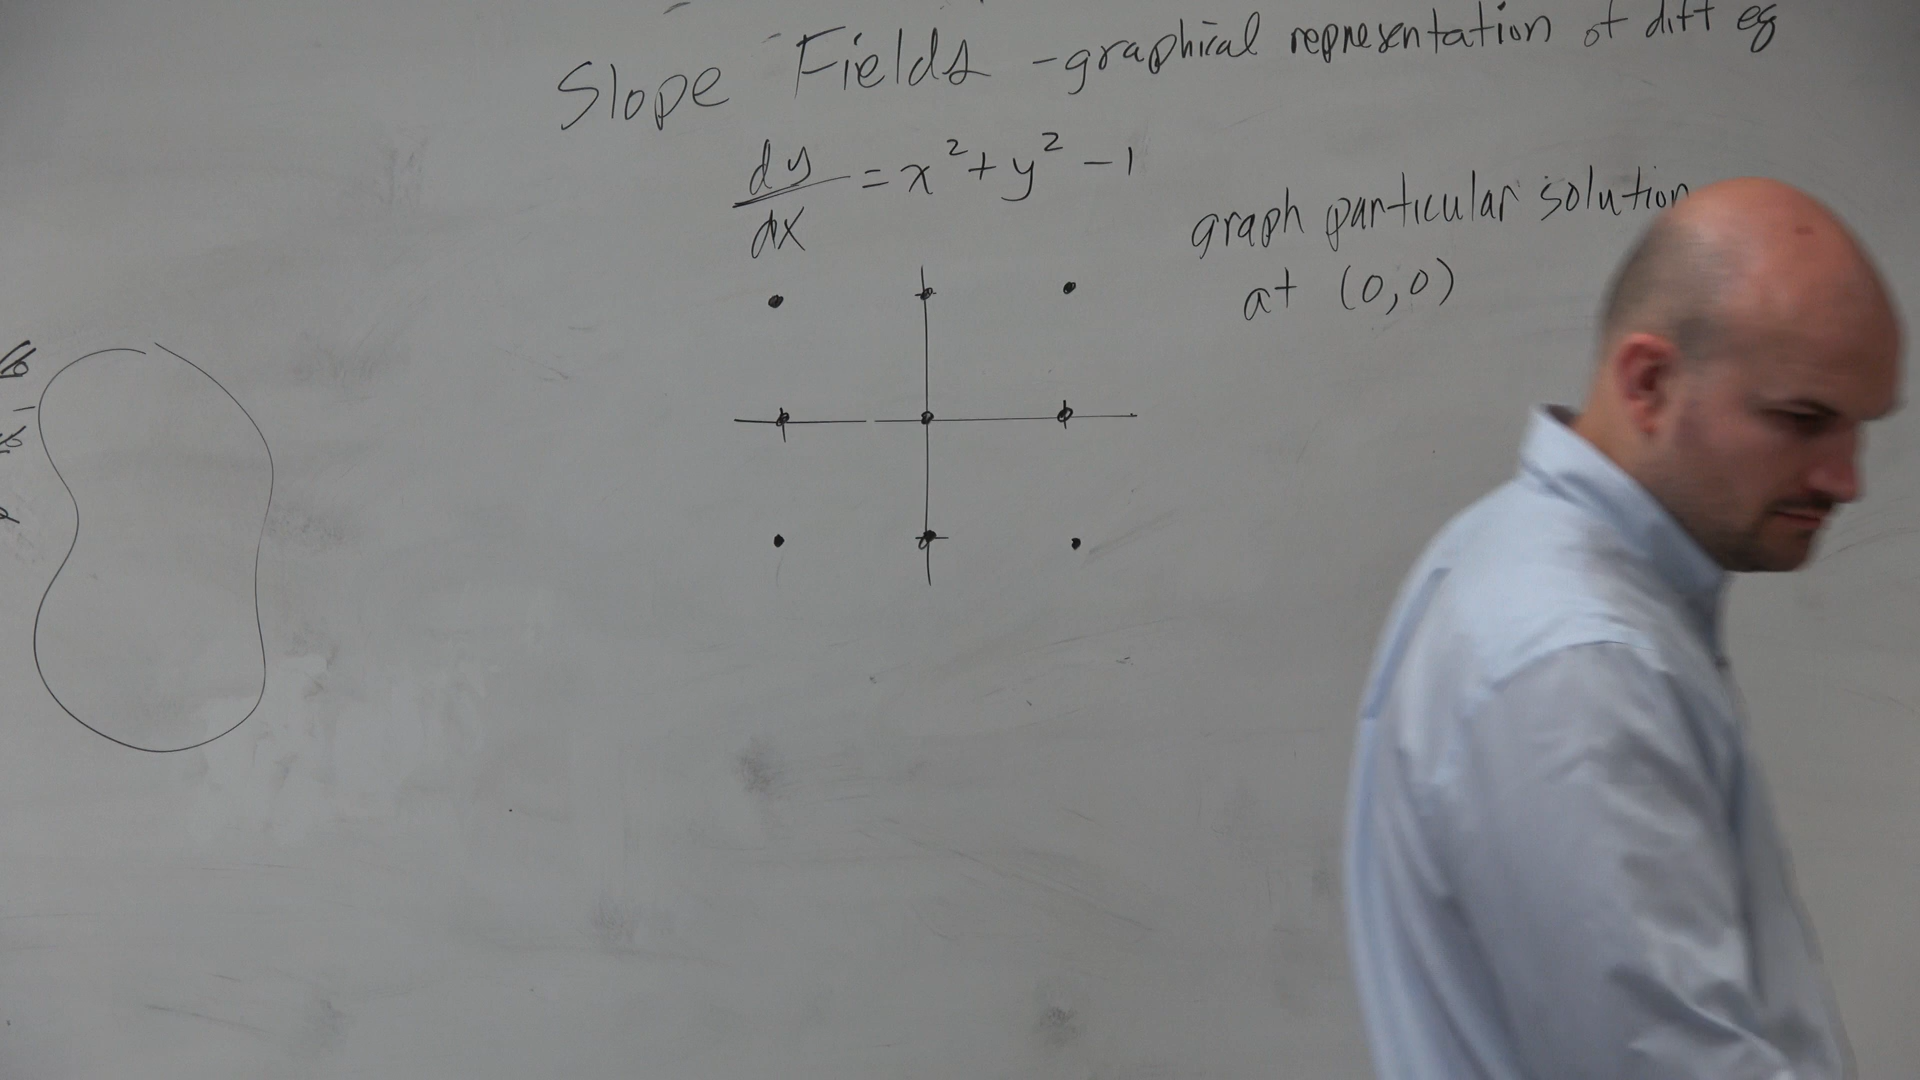 Slope Fields - graphical representation of diff eq
dy/dx = x² + y² - 1
graph particular solution
at (0,0)